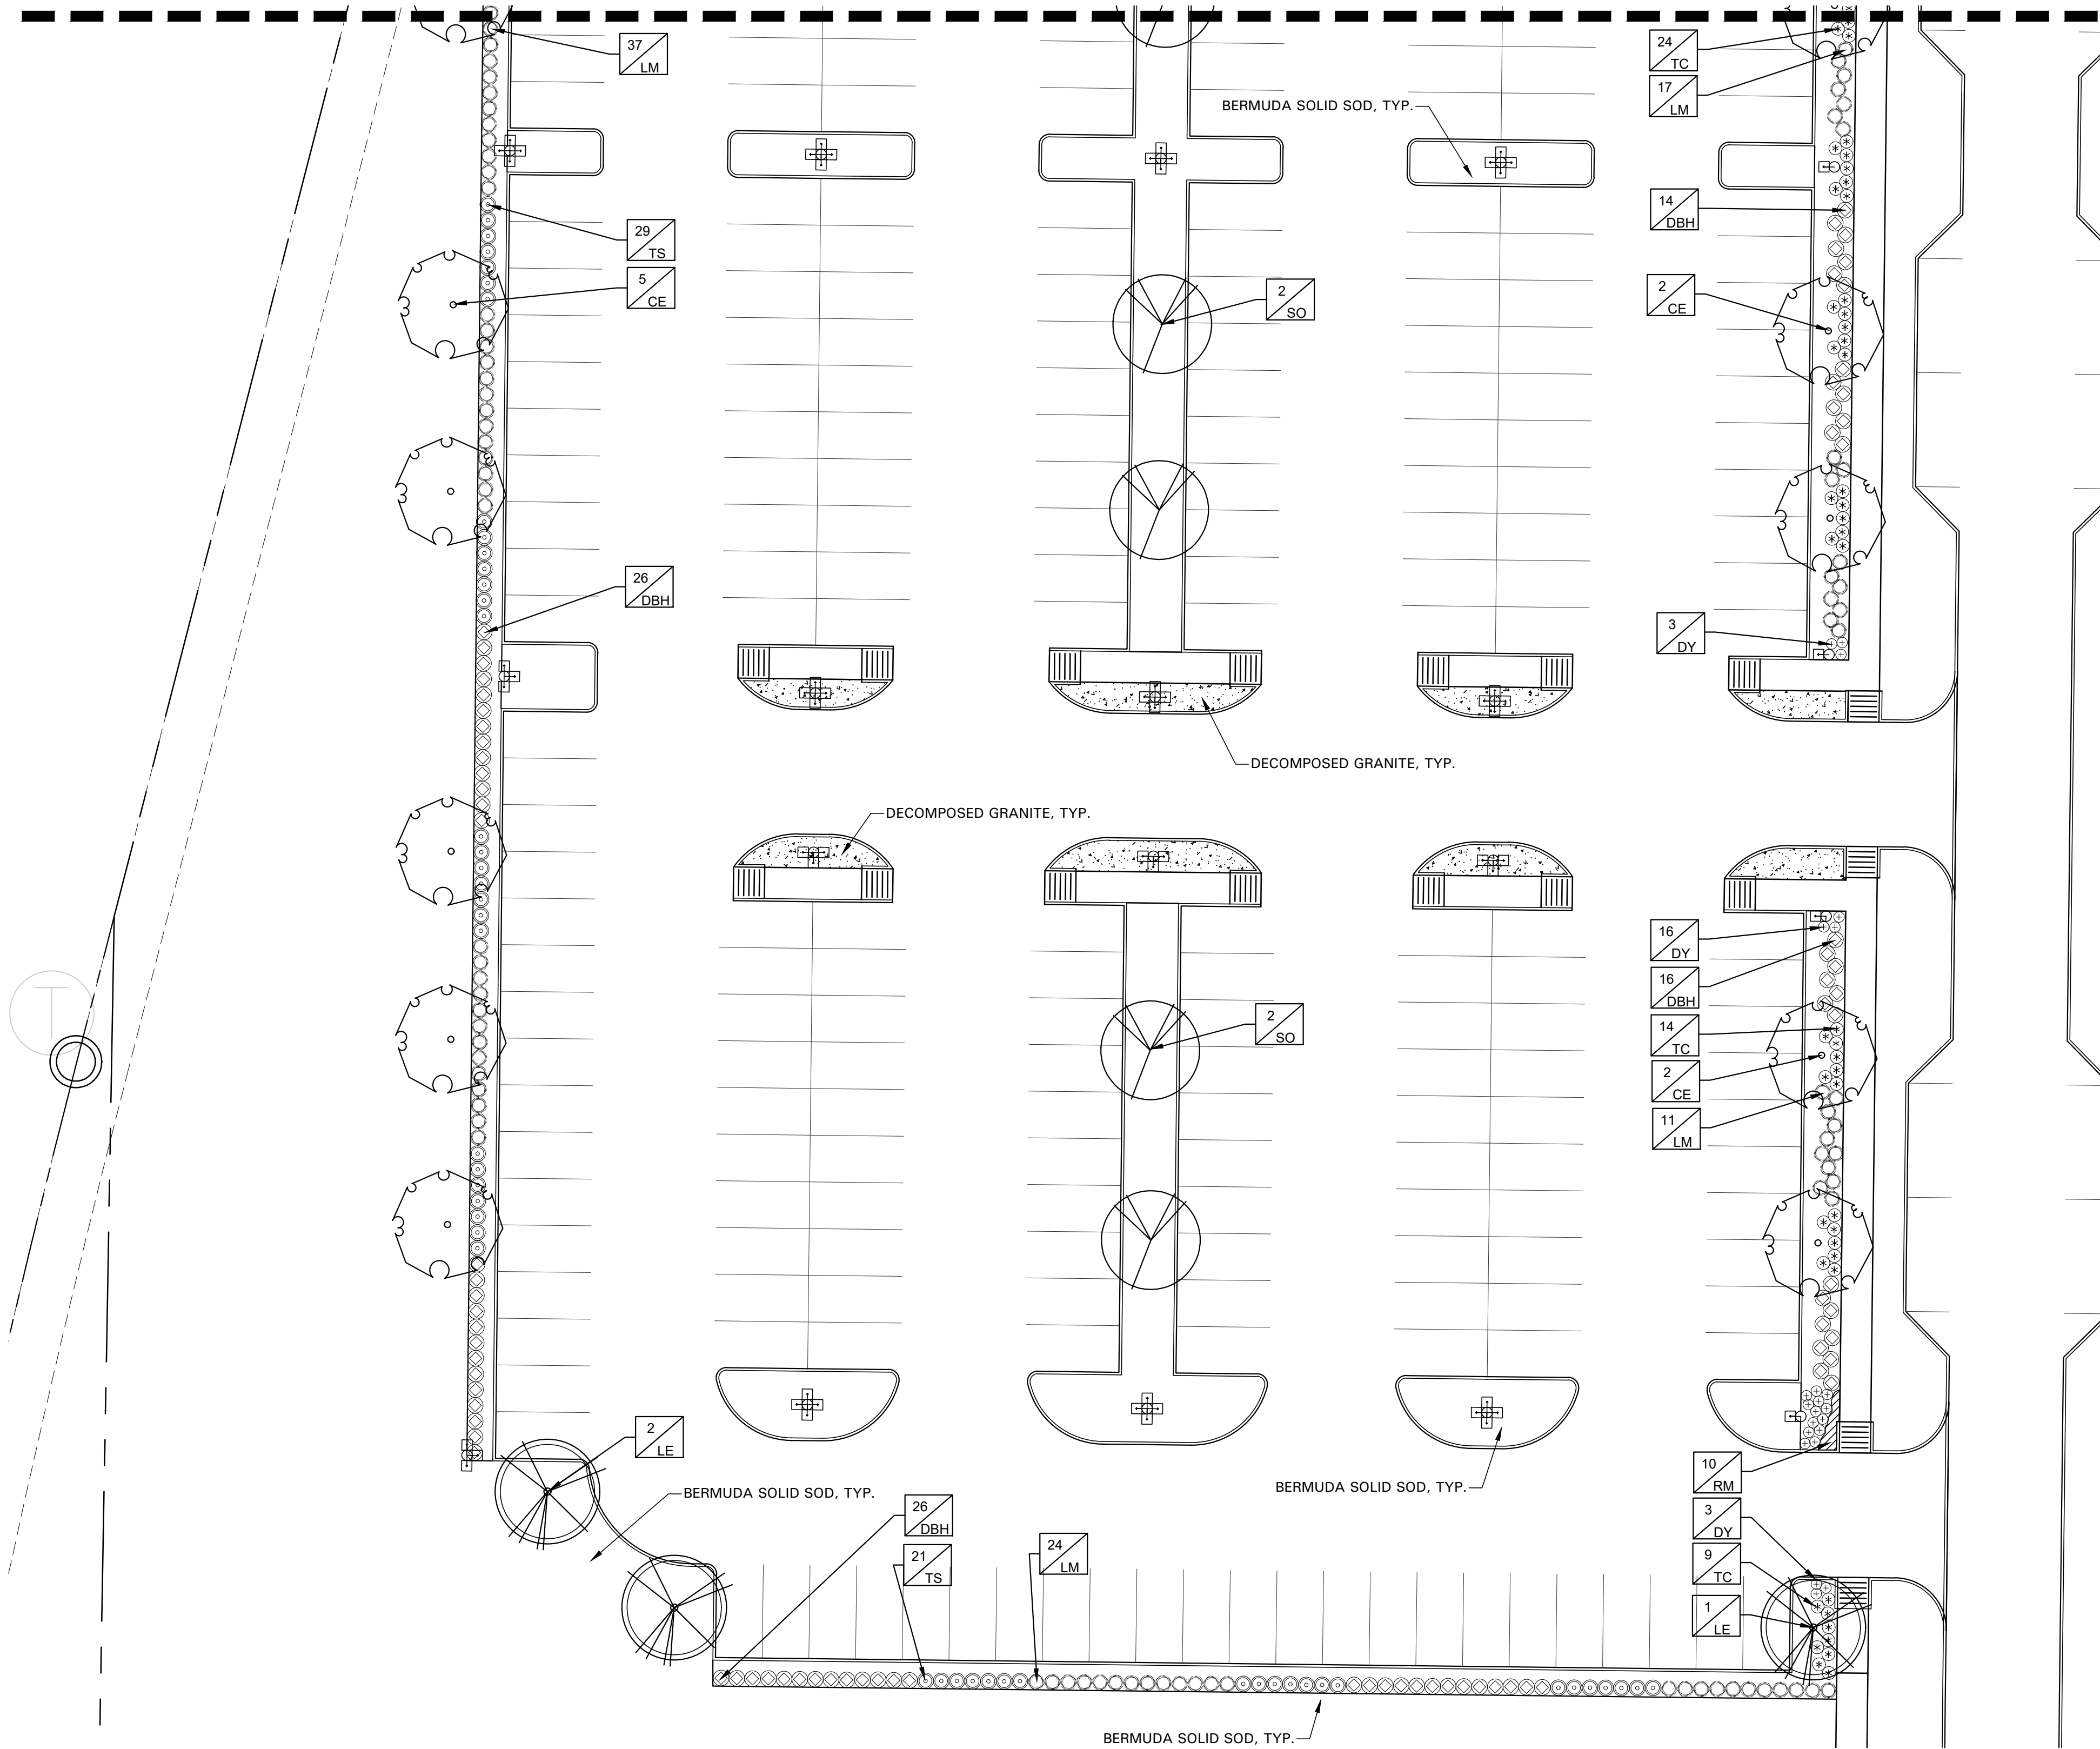 37
LM
24
TC
17
LM
BERMUDA SOLID SOD, TYP.
14
DBH
29
TS
5
CE
2
SO
2
CE
26
DBH
3
DY
DECOMPOSED GRANITE, TYP.
DECOMPOSED GRANITE, TYP.
16
DY
16
DBH
2
SO
14
TC
2
CE
11
LM
2
LE
10
RM
BERMUDA SOLID SOD, TYP.
BERMUDA SOLID SOD, TYP.
26
DBH
3
DY
21
TS
24
LM
9
TC
1
LE
BERMUDA SOLID SOD, TYP.
T